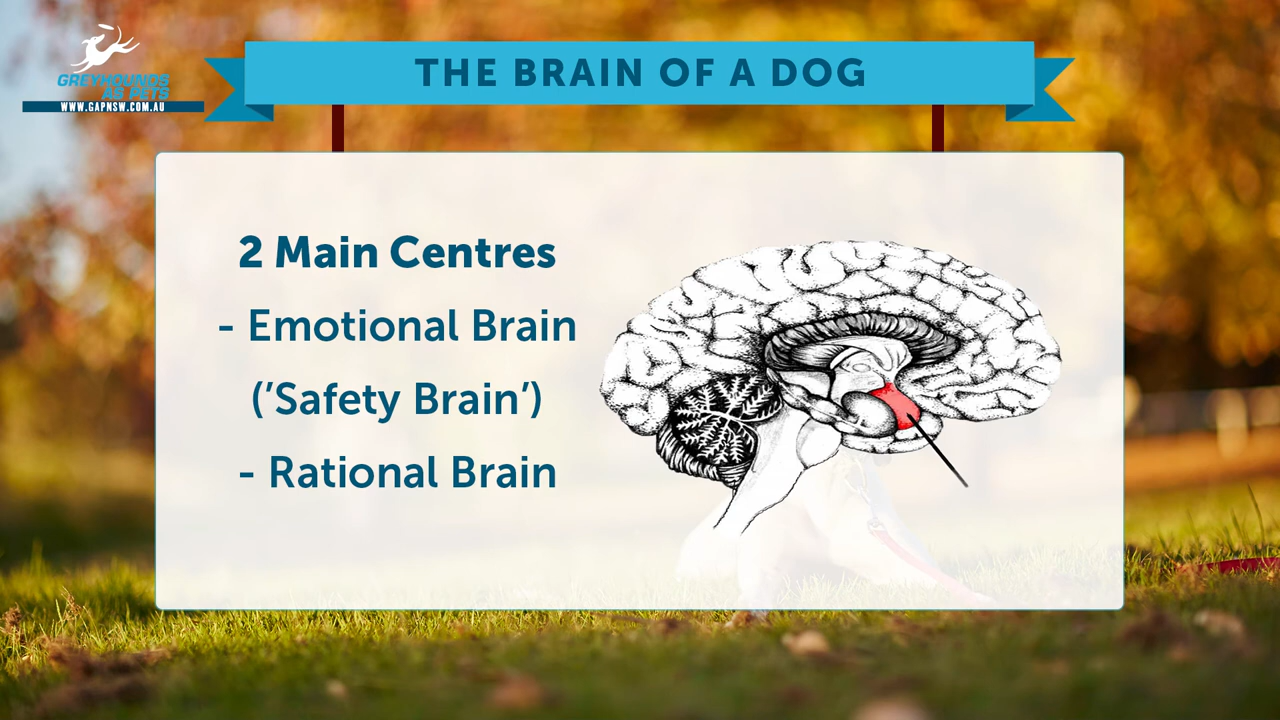 GREYHOUNDS
AS PETS
WWW.GAPNSW.COM.AU
THE BRAIN OF A DOG
2 Main Centres
- Emotional Brain
(’Safety Brain’)
- Rational Brain